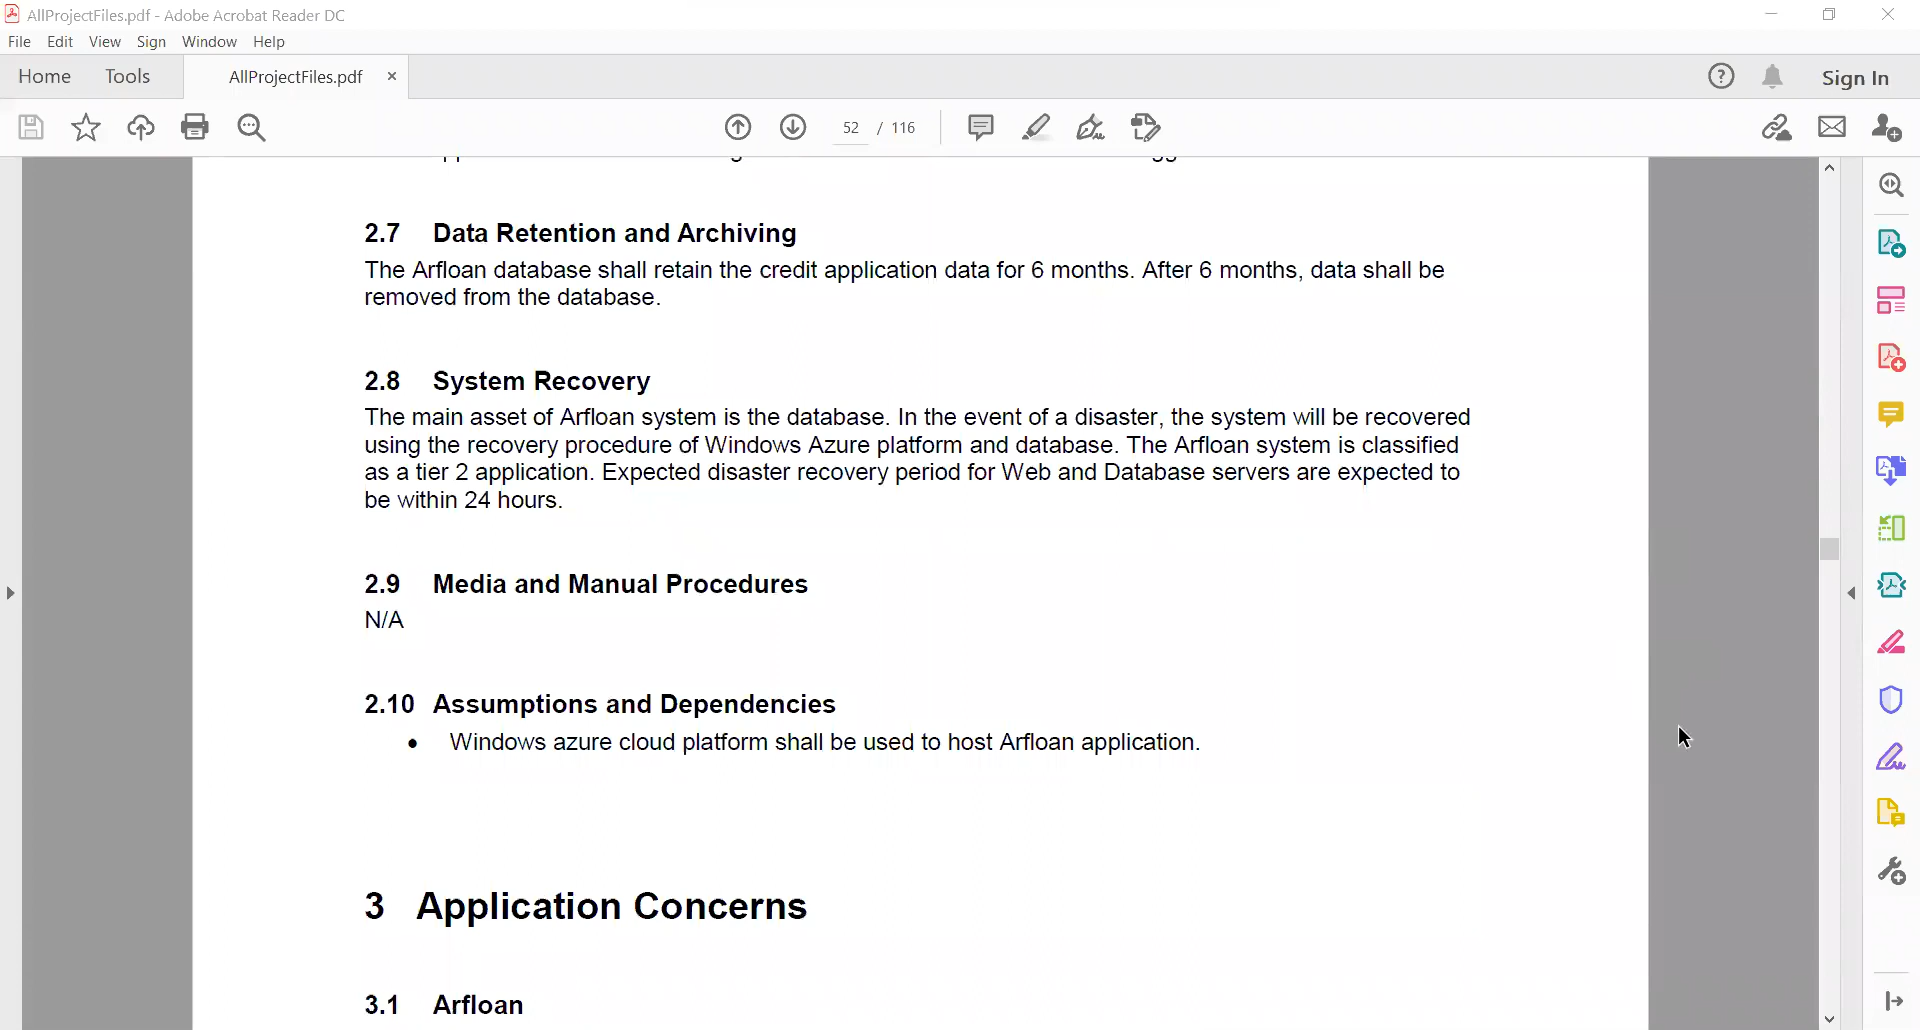 AllProjectFiles.pdf - Adobe Acrobat Reader DC
File Edit View Sign Window Help
Home Tools AllProjectFiles.pdf × Sign In
52 / 116
2.7 Data Retention and Archiving
The Arfloan database shall retain the credit application data for 6 months. After 6 months, data shall be
removed from the database.
2.8 System Recovery
The main asset of Arfloan system is the database. In the event of a disaster, the system will be recovered
using the recovery procedure of Windows Azure platform and database. The Arfloan system is classified
as a tier 2 application. Expected disaster recovery period for Web and Database servers are expected to
be within 24 hours.
2.9 Media and Manual Procedures
N/A
2.10 Assumptions and Dependencies
• Windows azure cloud platform shall be used to host Arfloan application.
3 Application Concerns
3.1 Arfloan